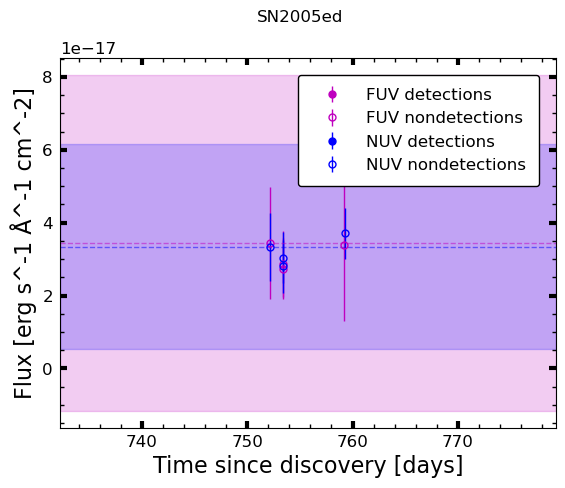 SN2005ed
1e−17
FUV detections
FUV nondetections
NUV detections
NUV nondetections
8
6
4
2
0
Flux [erg s^-1 Å^-1 cm^-2]
740
750
760
770
Time since discovery [days]